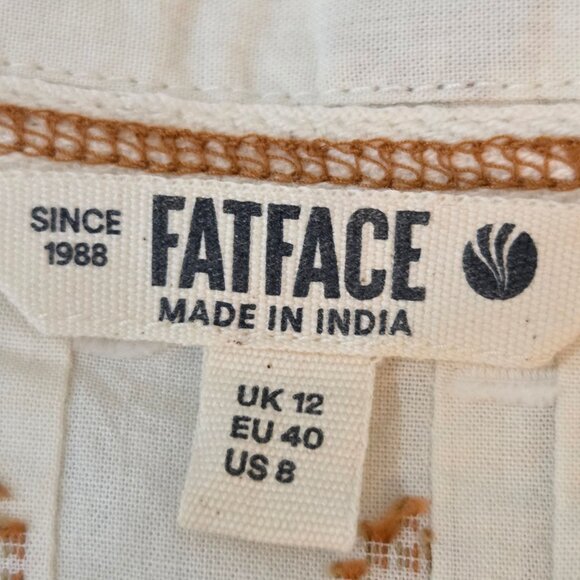 SINCE
1988
FATFACE
MADE IN INDIA
UK 12
EU 40
US 8